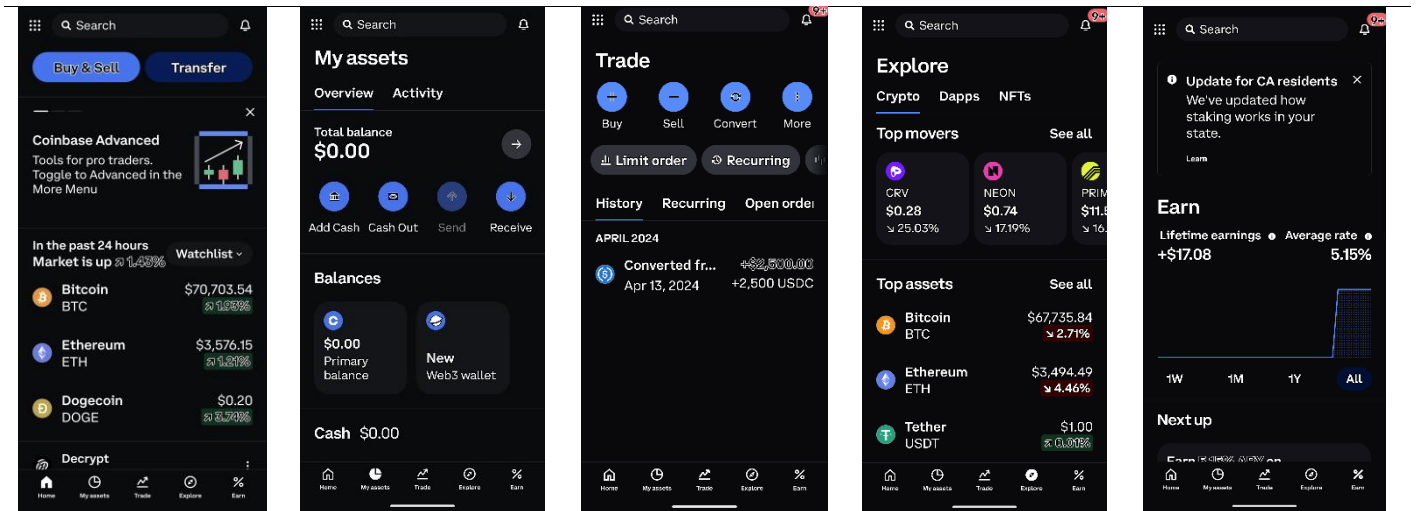 Search
Buy & Sell
Transfer
Coinbase Advanced
Tools for pro traders.
Toggle to Advanced in the
More Menu
In the past 24 hours
Market is up ↗ 1.43%
Watchlist
Bitcoin
$70,703.54
BTC
↗ 1.93%
Ethereum
$3,576.15
ETH
↗ 1.21%
Dogecoin
$0.20
DOGE
↗ 3.74%
Decrypt
Home
My assets
Trade
Explore
Earn
Search
My assets
Overview
Activity
Total balance
$0.00
Add Cash
Cash Out
Send
Receive
Balances
$0.00
Primary
balance
New
Web3 wallet
Cash $0.00
Home
My assets
Trade
Explore
Earn
Search
9+
Trade
Buy
Sell
Convert
More
Limit order
Recurring
History
Recurring
Open order
APRIL 2024
Converted fr...
+$2,500.00
Apr 13, 2024
+2,500 USDC
Home
My assets
Trade
Explore
Earn
Search
9+
Explore
Crypto
Dapps
NFTs
Top movers
See all
CRV
$0.28
↘ 25.03%
NEON
$0.74
↘ 17.19%
PRIM
↘ 16.
Top assets
See all
Bitcoin
$67,735.84
BTC
↘ 2.71%
Ethereum
$3,494.49
ETH
↘ 4.46%
Tether
$1.00
USDT
↗ 0.01%
Home
My assets
Trade
Explore
Earn
Search
9+
Update for CA residents
We've updated how
staking works in your
state.
Learn
Earn
Lifetime earnings
Average rate
+$17.08
5.15%
1W
1M
1Y
All
Next up
Home
My assets
Trade
Explore
Earn